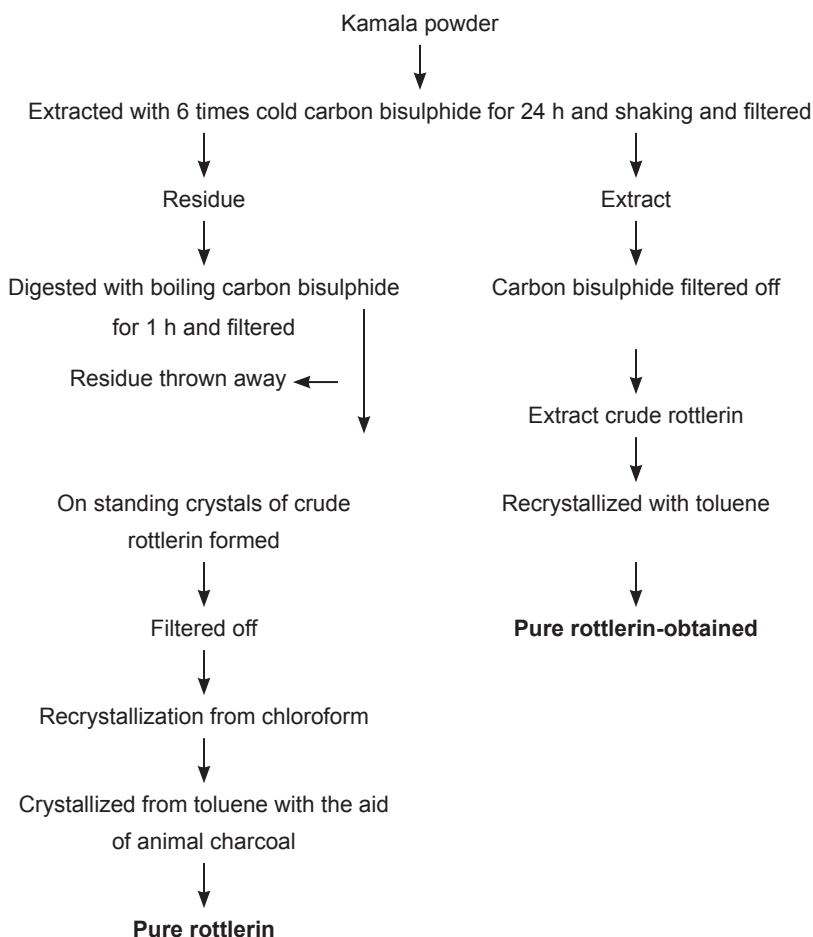 Kamala powder
Extracted with 6 times cold carbon bisulphide for 24 h and shaking and filtered
Residue
Digested with boiling carbon bisulphide
for 1 h and filtered
Residue thrown away
On standing crystals of crude
rottlerin formed
Filtered off
Recrystallization from chloroform
Crystallized from toluene with the aid
of animal charcoal
Pure rottlerin
Extract
Carbon bisulphide filtered off
Extract crude rottlerin
Recrystallized with toluene
Pure rottlerin-obtained